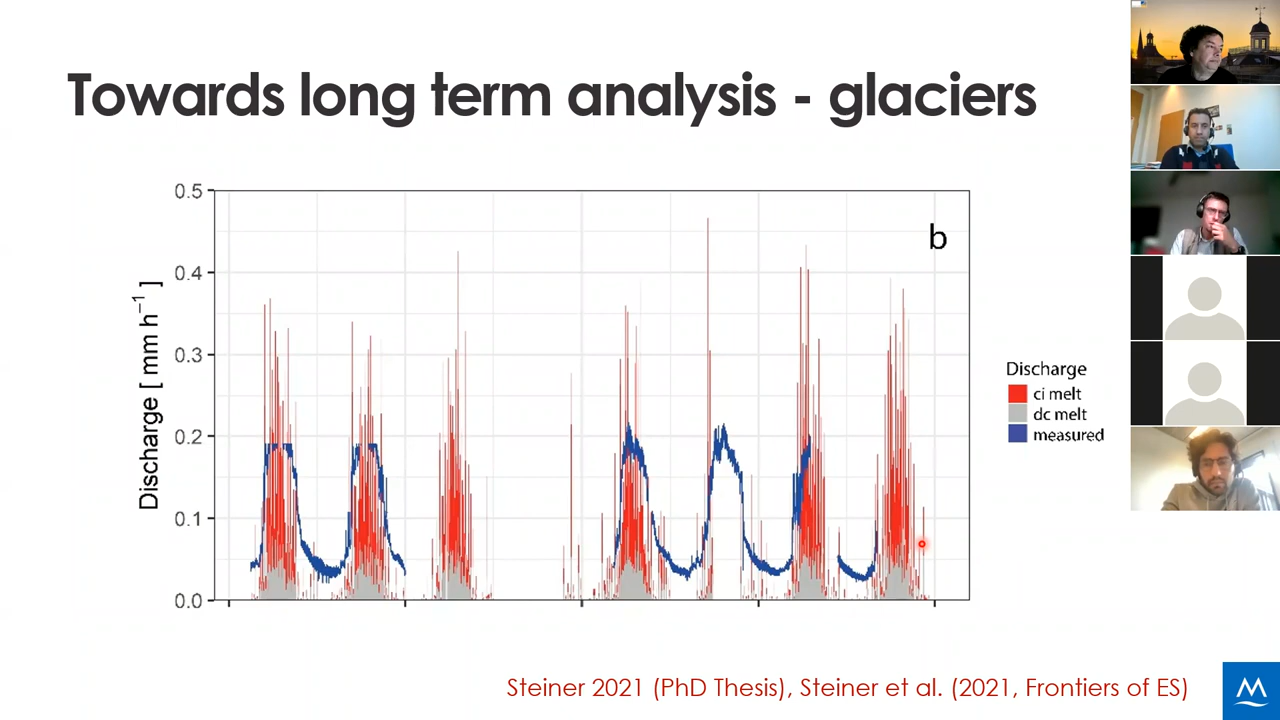 Towards long term analysis - glaciers
0.5
0.4
0.3
0.2
0.1
0.0
Discharge [ mm h⁻¹ ]
b
Discharge
ci melt
dc melt
measured
Steiner 2021 (PhD Thesis), Steiner et al. (2021, Frontiers of ES)